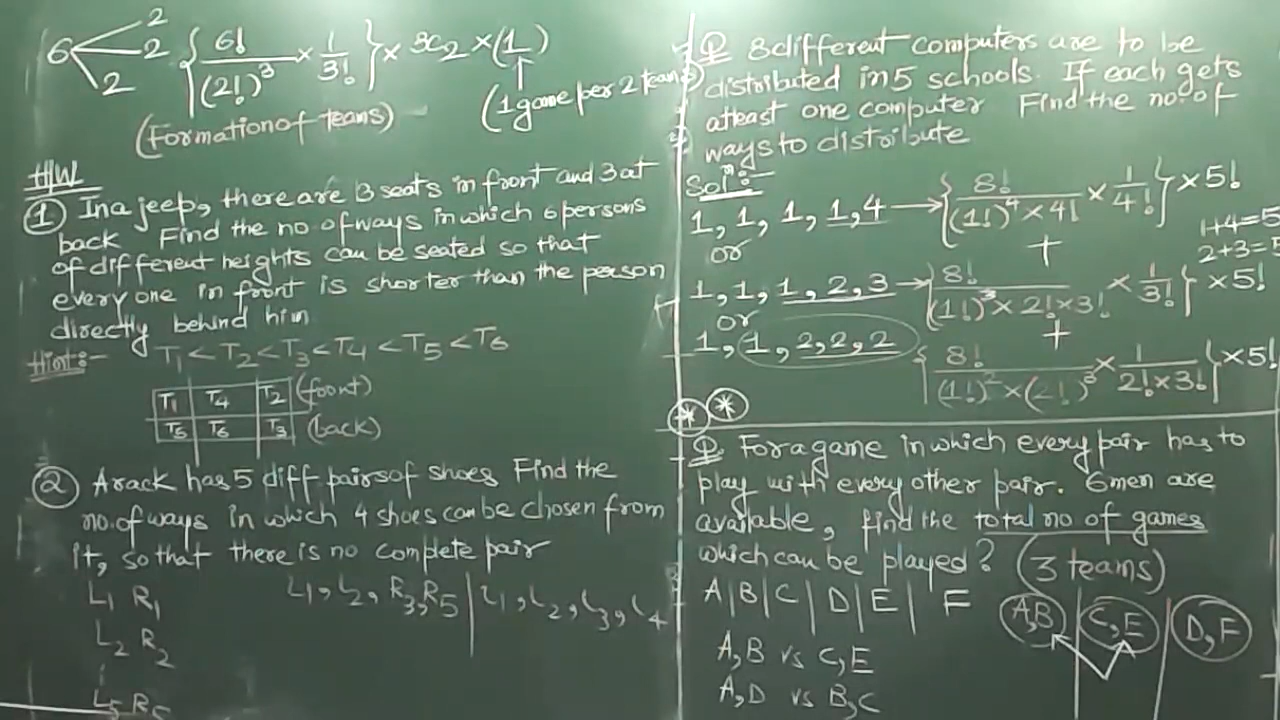 6 < 2 2 2 { 6! / (2!)^3 × 1/3! } × 3C2 × (1)
(Formation of teams)
(1 game per 2 teams)
H/W
① In a jeep, there are 3 seats in front and 3 at
back Find the no of ways in which 6 persons
of different heights can be seated so that
every one in front is shorter than the person
directly behind him
Hint:- T1 < T2 < T3 < T4 < T5 < T6
T1 T4 T2 (front)
T5 T6 T3 (back)
② A rack has 5 diff pairs of shoes Find the
no. of ways in which 4 shoes can be chosen from
it, so that there is no complete pair
L1 R1 L1, L2, R3, R5 | L1, L2, L3, L4
L2 R2
L5 R5
Q 8 different computers are to be
distributed in 5 schools. If each gets
atleast one computer Find the no. of
ways to distribute
Soln:-
1, 1, 1, 1, 4 → { 8! / (1!)^4 × 4! × 1/4! } × 5!
or +
1+4=5
2+3=5
1, 1, 1, 2, 3 → { 8! / (1!)^3 × 2! × 3! × 1/3! } × 5!
or +
1, 1, 2, 2, 2 { 8! / (1!)^2 × (2!)^3 × 1/2!×3! } × 5!
* *
Q. For a game in which every pair has to
play with every other pair. 6 men are
available, find the total no of games
which can be played? (3 teams)
A | B | C | D | E | F
A,B | C,E | D,F
A,B vs C,E
A,D vs B,C